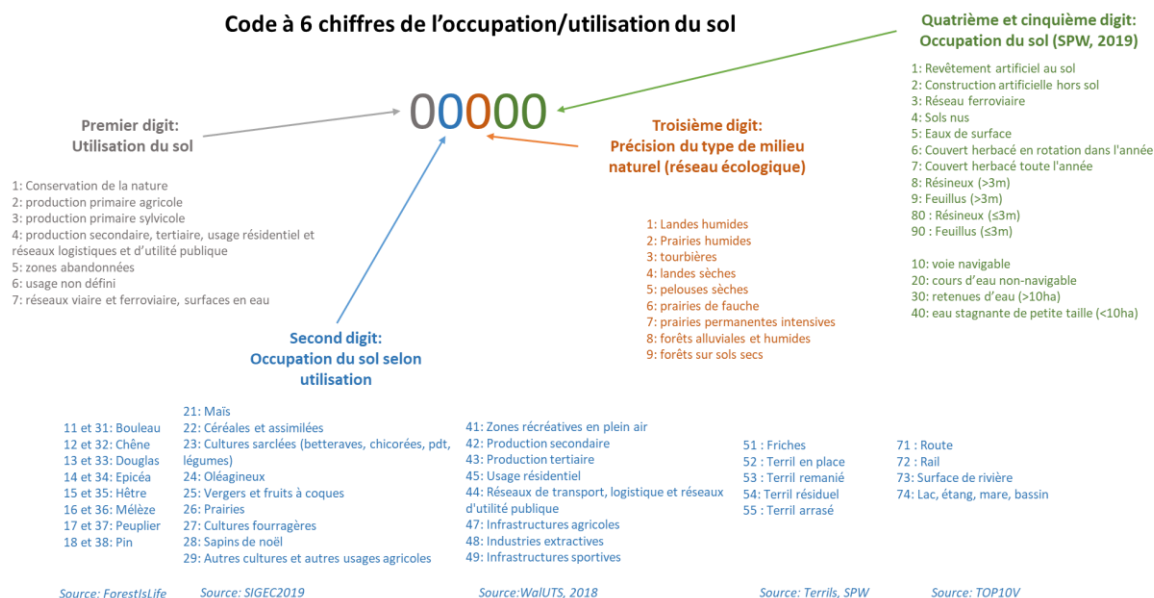 Code à 6 chiffres de l'occupation/utilisation du sol
Quatrième et cinquième digit:
Occupation du sol (SPW, 2019)
1: Revêtement artificiel au sol
2: Construction artificielle hors sol
3: Réseau ferroviaire
4: Sols nus
5: Eaux de surface
6: Couvert herbacé en rotation dans l'année
7: Couvert herbacé toute l'année
8: Résineux (>3m)
9: Feuillus (>3m)
80 : Résineux (≤3m)
90 : Feuillus (≤3m)
10: voie navigable
20: cours d'eau non-navigable
30: retenues d'eau (>10ha)
40: eau stagnante de petite taille (<10ha)
00000
Premier digit:
Utilisation du sol
1: Conservation de la nature
2: production primaire agricole
3: production primaire sylvicole
4: production secondaire, tertiaire, usage résidentiel et
réseaux logistiques et d'utilité publique
5: zones abandonnées
6: usage non défini
7: réseaux viaire et ferroviaire, surfaces en eau
Troisième digit:
Précision du type de milieu
naturel (réseau écologique)
1: Landes humides
2: Prairies humides
3: tourbières
4: landes sèches
5: pelouses sèches
6: prairies de fauche
7: prairies permanentes intensives
8: forêts alluviales et humides
9: forêts sur sols secs
Second digit:
Occupation du sol selon
utilisation
11 et 31: Bouleau
12 et 32: Chêne
13 et 33: Douglas
14 et 34: Epicéa
15 et 35: Hêtre
16 et 36: Mélèze
17 et 37: Peuplier
18 et 38: Pin
Source: ForestIsLife
21: Maïs
22: Céréales et assimilées
23: Cultures sarclées (betteraves, chicorées, pdt,
légumes)
24: Oléagineux
25: Vergers et fruits à coques
26: Prairies
27: Cultures fourragères
28: Sapins de noël
29: Autres cultures et autres usages agricoles
Source: SIGEC2019
41: Zones récréatives en plein air
42: Production secondaire
43: Production tertiaire
45: Usage résidentiel
44: Réseaux de transport, logistique et réseaux
d'utilité publique
47: Infrastructures agricoles
48: Industries extractives
49: Infrastructures sportives
Source:WalUTS, 2018
51 : Friches
52 : Terril en place
53 : Terril remanié
54: Terril résiduel
55 : Terril arrasé
Source: Terrils, SPW
71: Route
72: Rail
73: Surface de rivière
74: Lac, étang, mare, bassin
Source: TOP10V